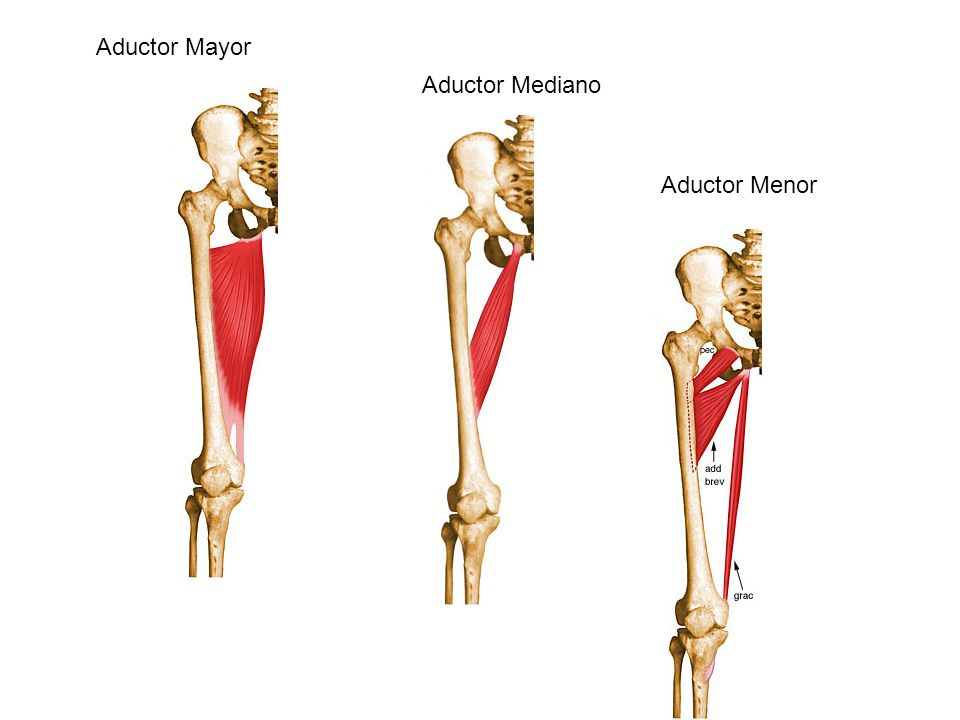 Aductor Mayor
Aductor Mediano
Aductor Menor
pec
add
brev
grac